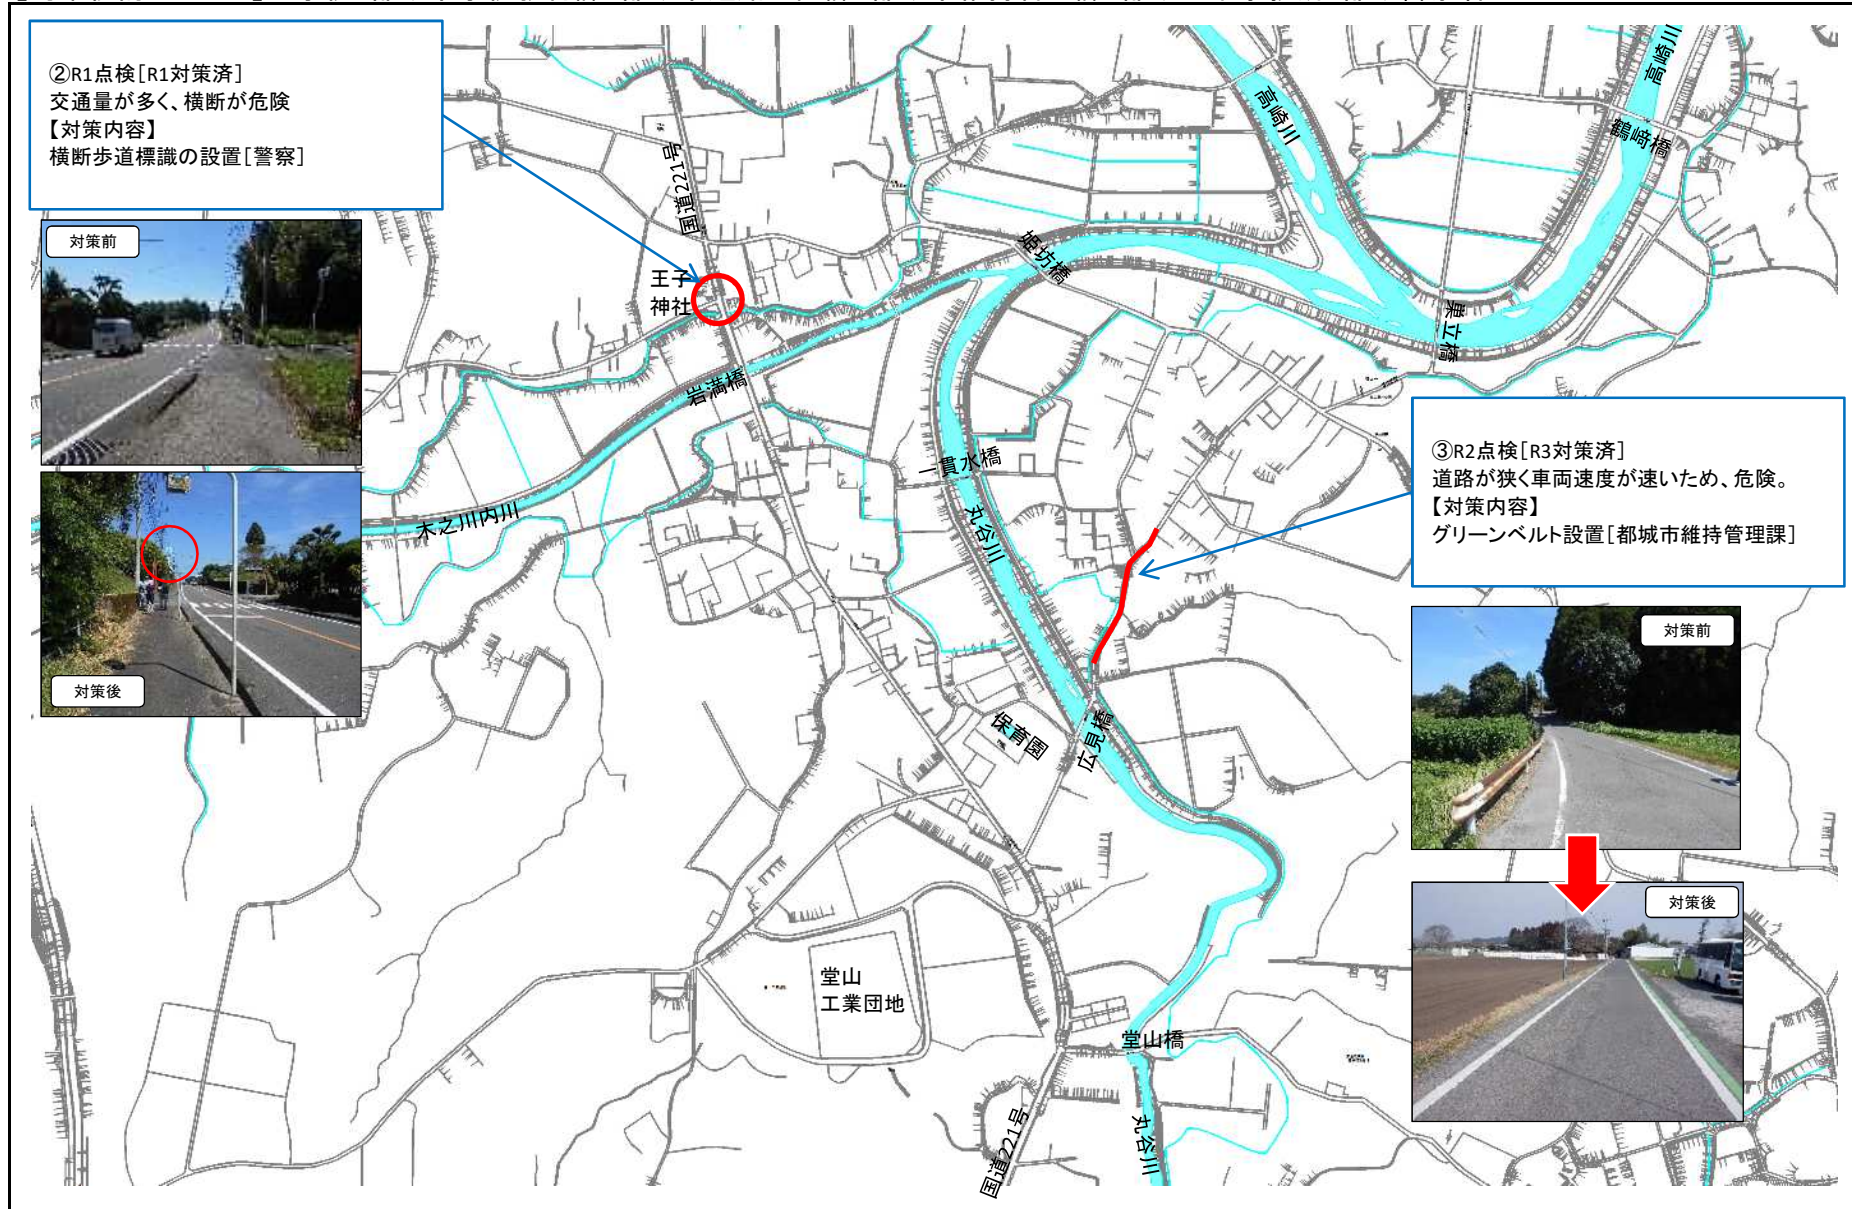 ②R1点検[R1対策済]
交通量が多く、横断が危険
【対策内容】
横断歩道標識の設置[警察]
対策前
対策後
国道221号
王子
神社
岩満橋
木之川内川
姫坊橋
高崎川
高崎川
鶴﨑橋
県立橋
一貫水橋
丸谷川
③R2点検[R3対策済]
道路が狭く車両速度が速いため、危険。
【対策内容】
グリーンベルト設置[都城市維持管理課]
対策前
対策後
保育園
広見橋
堂山
工業団地
堂山橋
国道221号
丸谷川